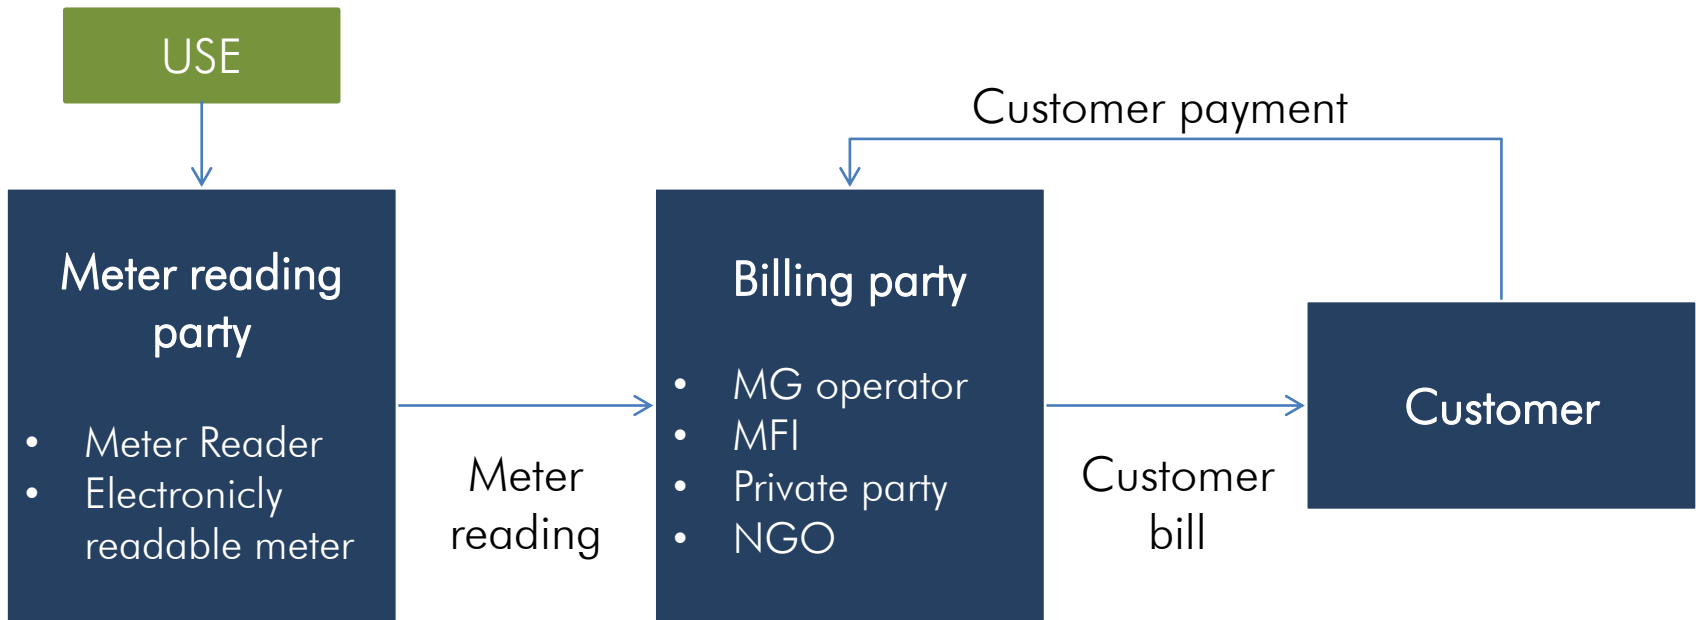 USE
Customer payment
Meter reading
party
• Meter Reader
• Electronicly
readable meter
Meter
reading
Billing party
• MG operator
• MFI
• Private party
• NGO
Customer
bill
Customer